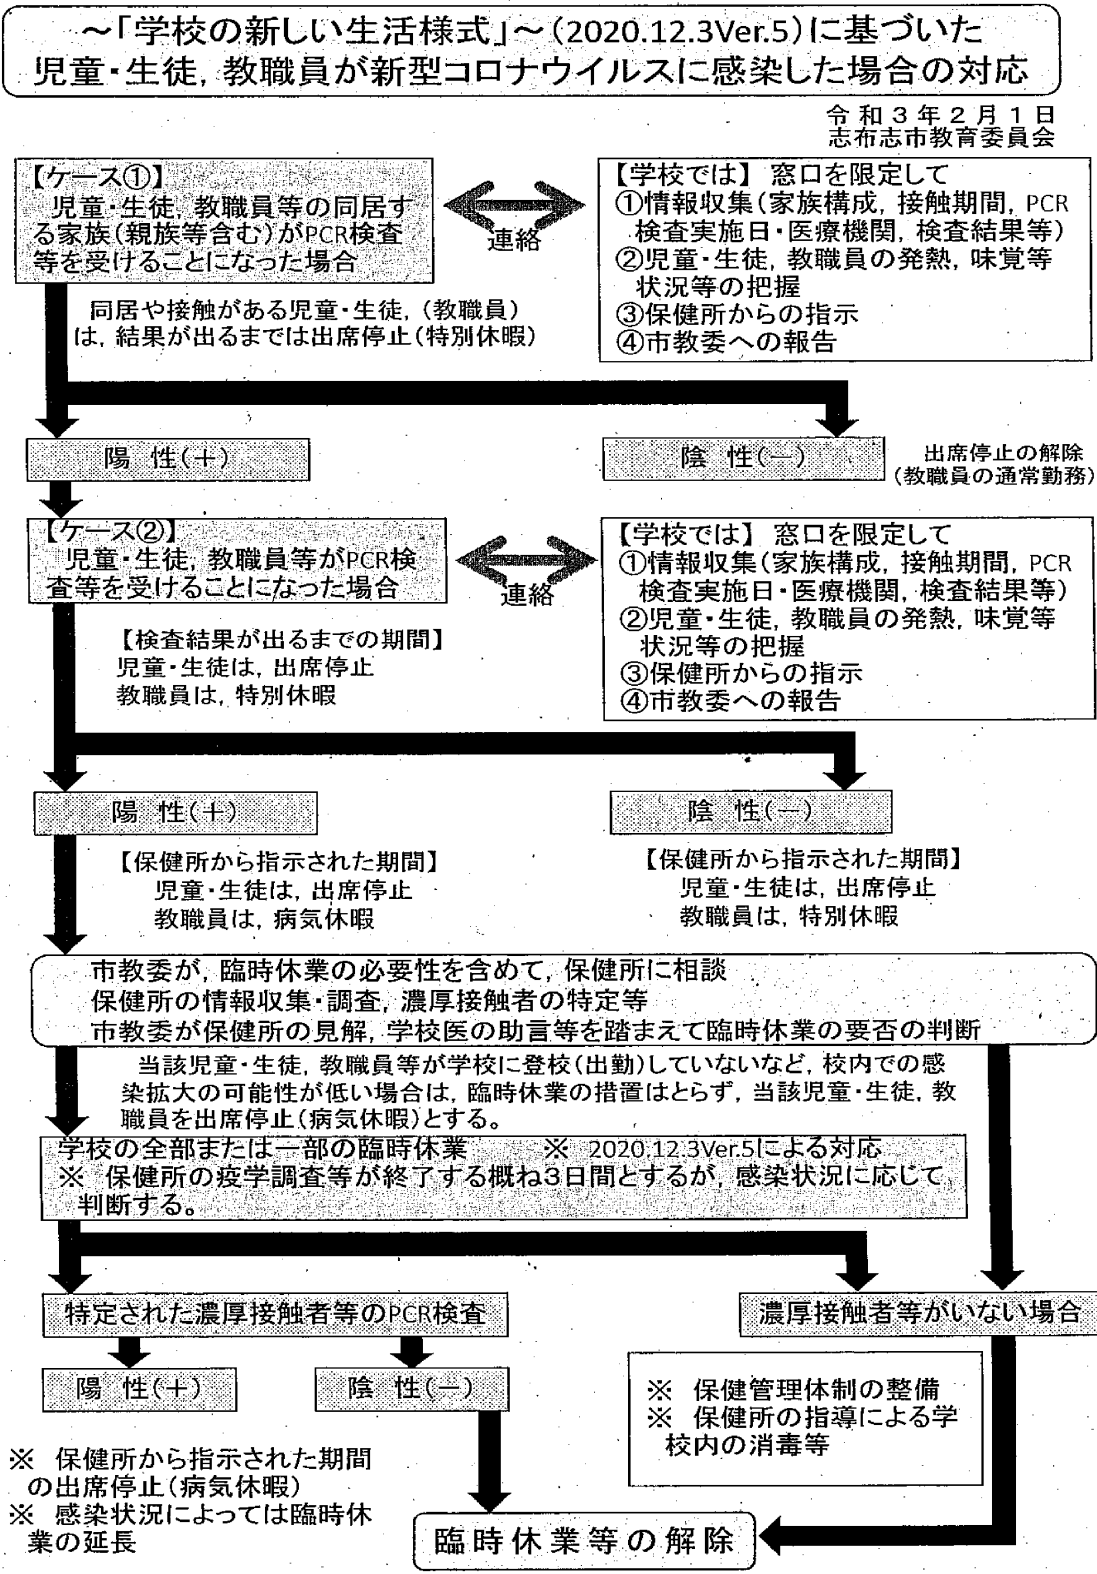 ～「学校の新しい生活様式」～(2020.12.3Ver.5)に基づいた
児童・生徒，教職員が新型コロナウイルスに感染した場合の対応
令和３年２月１日
志布志市教育委員会
【ケース①】
児童・生徒，教職員等の同居す
る家族(親族等含む)がPCR検査
等を受けることになった場合
連絡
【学校では】 窓口を限定して
①情報収集(家族構成，接触期間，PCR
検査実施日・医療機関，検査結果等)
②児童・生徒，教職員の発熱，味覚等
状況等の把握
③保健所からの指示
④市教委への報告
同居や接触がある児童・生徒，(教職員)
は，結果が出るまでは出席停止(特別休暇)
陽 性(＋)
陰 性(－)
出席停止の解除
(教職員の通常勤務)
【ケース②】
児童・生徒，教職員等がPCR検
査等を受けることになった場合
連絡
【学校では】 窓口を限定して
①情報収集(家族構成，接触期間，PCR
検査実施日・医療機関，検査結果等)
②児童・生徒，教職員の発熱，味覚等
状況等の把握
③保健所からの指示
④市教委への報告
【検査結果が出るまでの期間】
児童・生徒は，出席停止
教職員は，特別休暇
陽 性(＋)
陰 性(－)
【保健所から指示された期間】
児童・生徒は，出席停止
教職員は，病気休暇
【保健所から指示された期間】
児童・生徒は，出席停止
教職員は，特別休暇
市教委が，臨時休業の必要性を含めて，保健所に相談
保健所の情報収集・調査，濃厚接触者の特定等
市教委が保健所の見解，学校医の助言等を踏まえて臨時休業の要否の判断
当該児童・生徒，教職員等が学校に登校(出勤)していないなど，校内での感
染拡大の可能性が低い場合は，臨時休業の措置はとらず，当該児童・生徒，教
職員を出席停止(病気休暇)とする。
学校の全部または一部の臨時休業 ※ 2020.12.3Ver.5による対応
※ 保健所の疫学調査等が終了する概ね３日間とするが，感染状況に応じて
判断する。
特定された濃厚接触者等のPCR検査
濃厚接触者等がいない場合
陽 性(＋)
陰 性(－)
※ 保健管理体制の整備
※ 保健所の指導による学
校内の消毒等
※ 保健所から指示された期間
の出席停止(病気休暇)
※ 感染状況によっては臨時休
業の延長
臨時休業等の解除